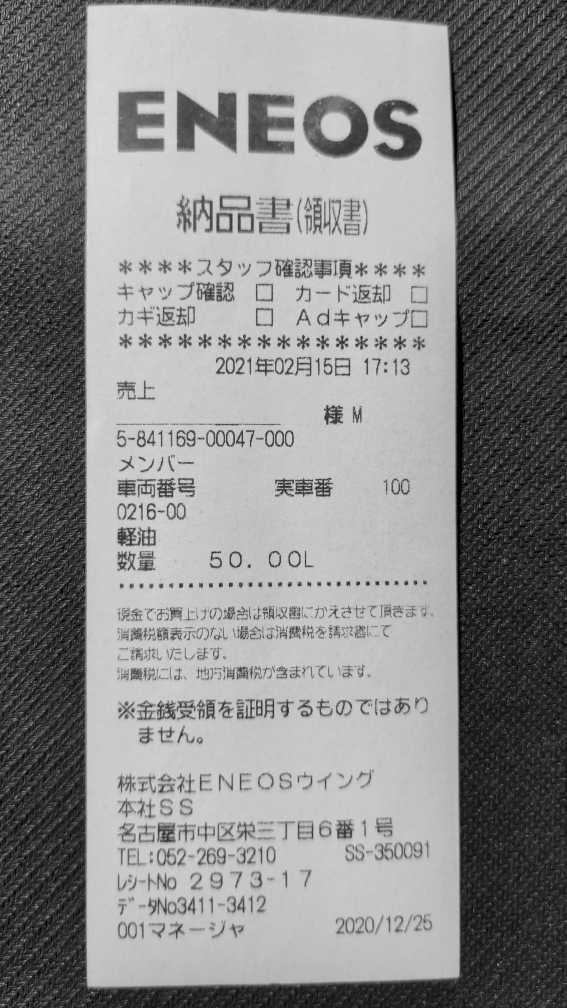 ENEOS
納品書(領収書)
****スタッフ確認事項****
キャップ確認 □ カード返却 □
カギ返却 □ Adキャップ□
****************
2021年02月15日 17:13
売上
様 M
5-841169-00047-000
メンバー
車両番号 実車番 100
0216-00
軽油
数量 50.00L
現金でお買上げの場合は領収書にかえさせて頂きます。
消費税額表示のない場合は消費税を請求書にて
ご請求いたします。
消費税には、地方消費税が含まれています。
※金銭受領を証明するものではあり
ません。
株式会社ENEOSウイング
本社SS
名古屋市中区栄三丁目6番1号
TEL:052-269-3210 SS-350091
レシートNo 2973-17
データNo3411-3412
001マネージャ 2020/12/25